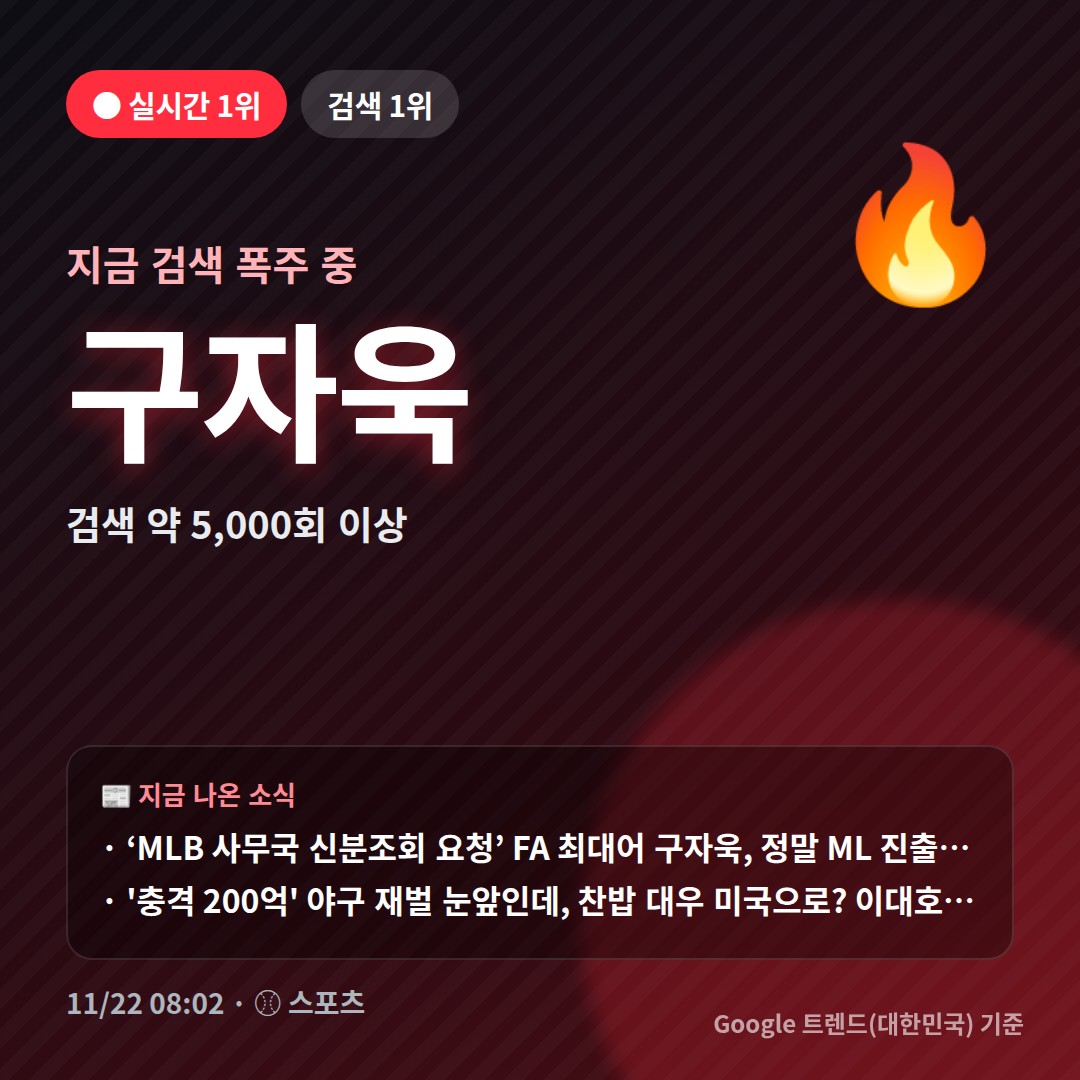 실시간 1위 검색 1위
지금 검색 폭주 중
구자욱
검색 약 5,000회 이상
지금 나온 소식
· ‘MLB 사무국 신분조회 요청’ FA 최대어 구자욱, 정말 ML 진출…
· '충격 200억' 야구 재벌 눈앞인데, 찬밥 대우 미국으로? 이대호…
11/22 08:02 · ⚾ 스포츠
Google 트렌드(대한민국) 기준